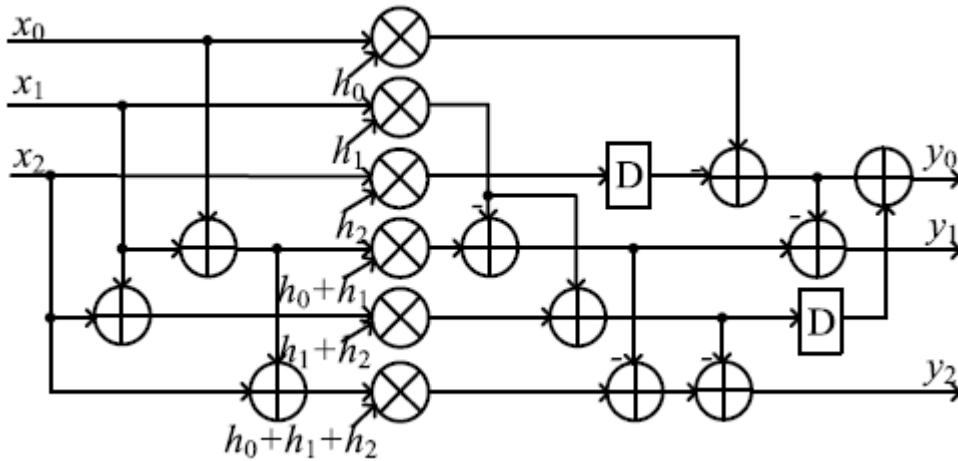 x₀
h₀
x₁
h₁
x₂
h₂
D
y₀
y₁
h₀+h₁
D
h₁+h₂
y₂
h₀+h₁+h₂